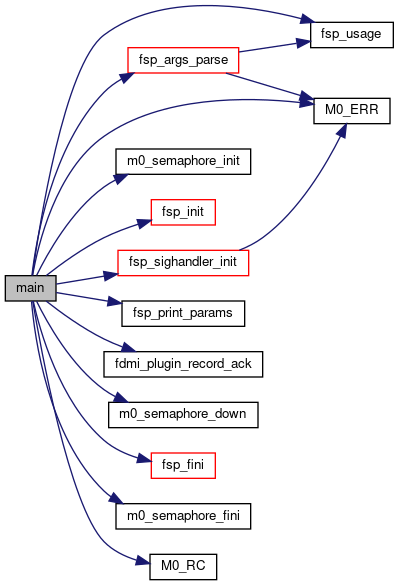 fsp_usage
fsp_args_parse
M0_ERR
m0_semaphore_init
fsp_init
fsp_sighandler_init
main
fsp_print_params
fdmi_plugin_record_ack
m0_semaphore_down
fsp_fini
m0_semaphore_fini
M0_RC